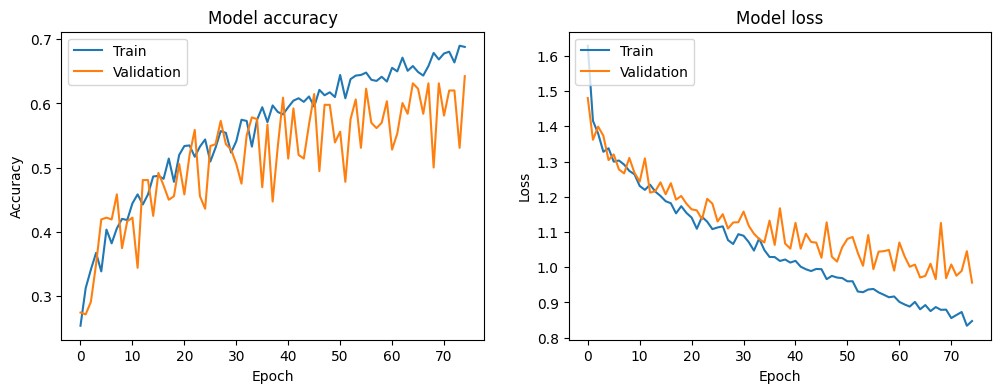 Model accuracy
Train
Validation
Accuracy
0.7
0.6
0.5
0.4
0.3
0 10 20 30 40 50 60 70
Epoch
Model loss
Train
Validation
Loss
1.6
1.5
1.4
1.3
1.2
1.1
1.0
0.9
0.8
0 10 20 30 40 50 60 70
Epoch